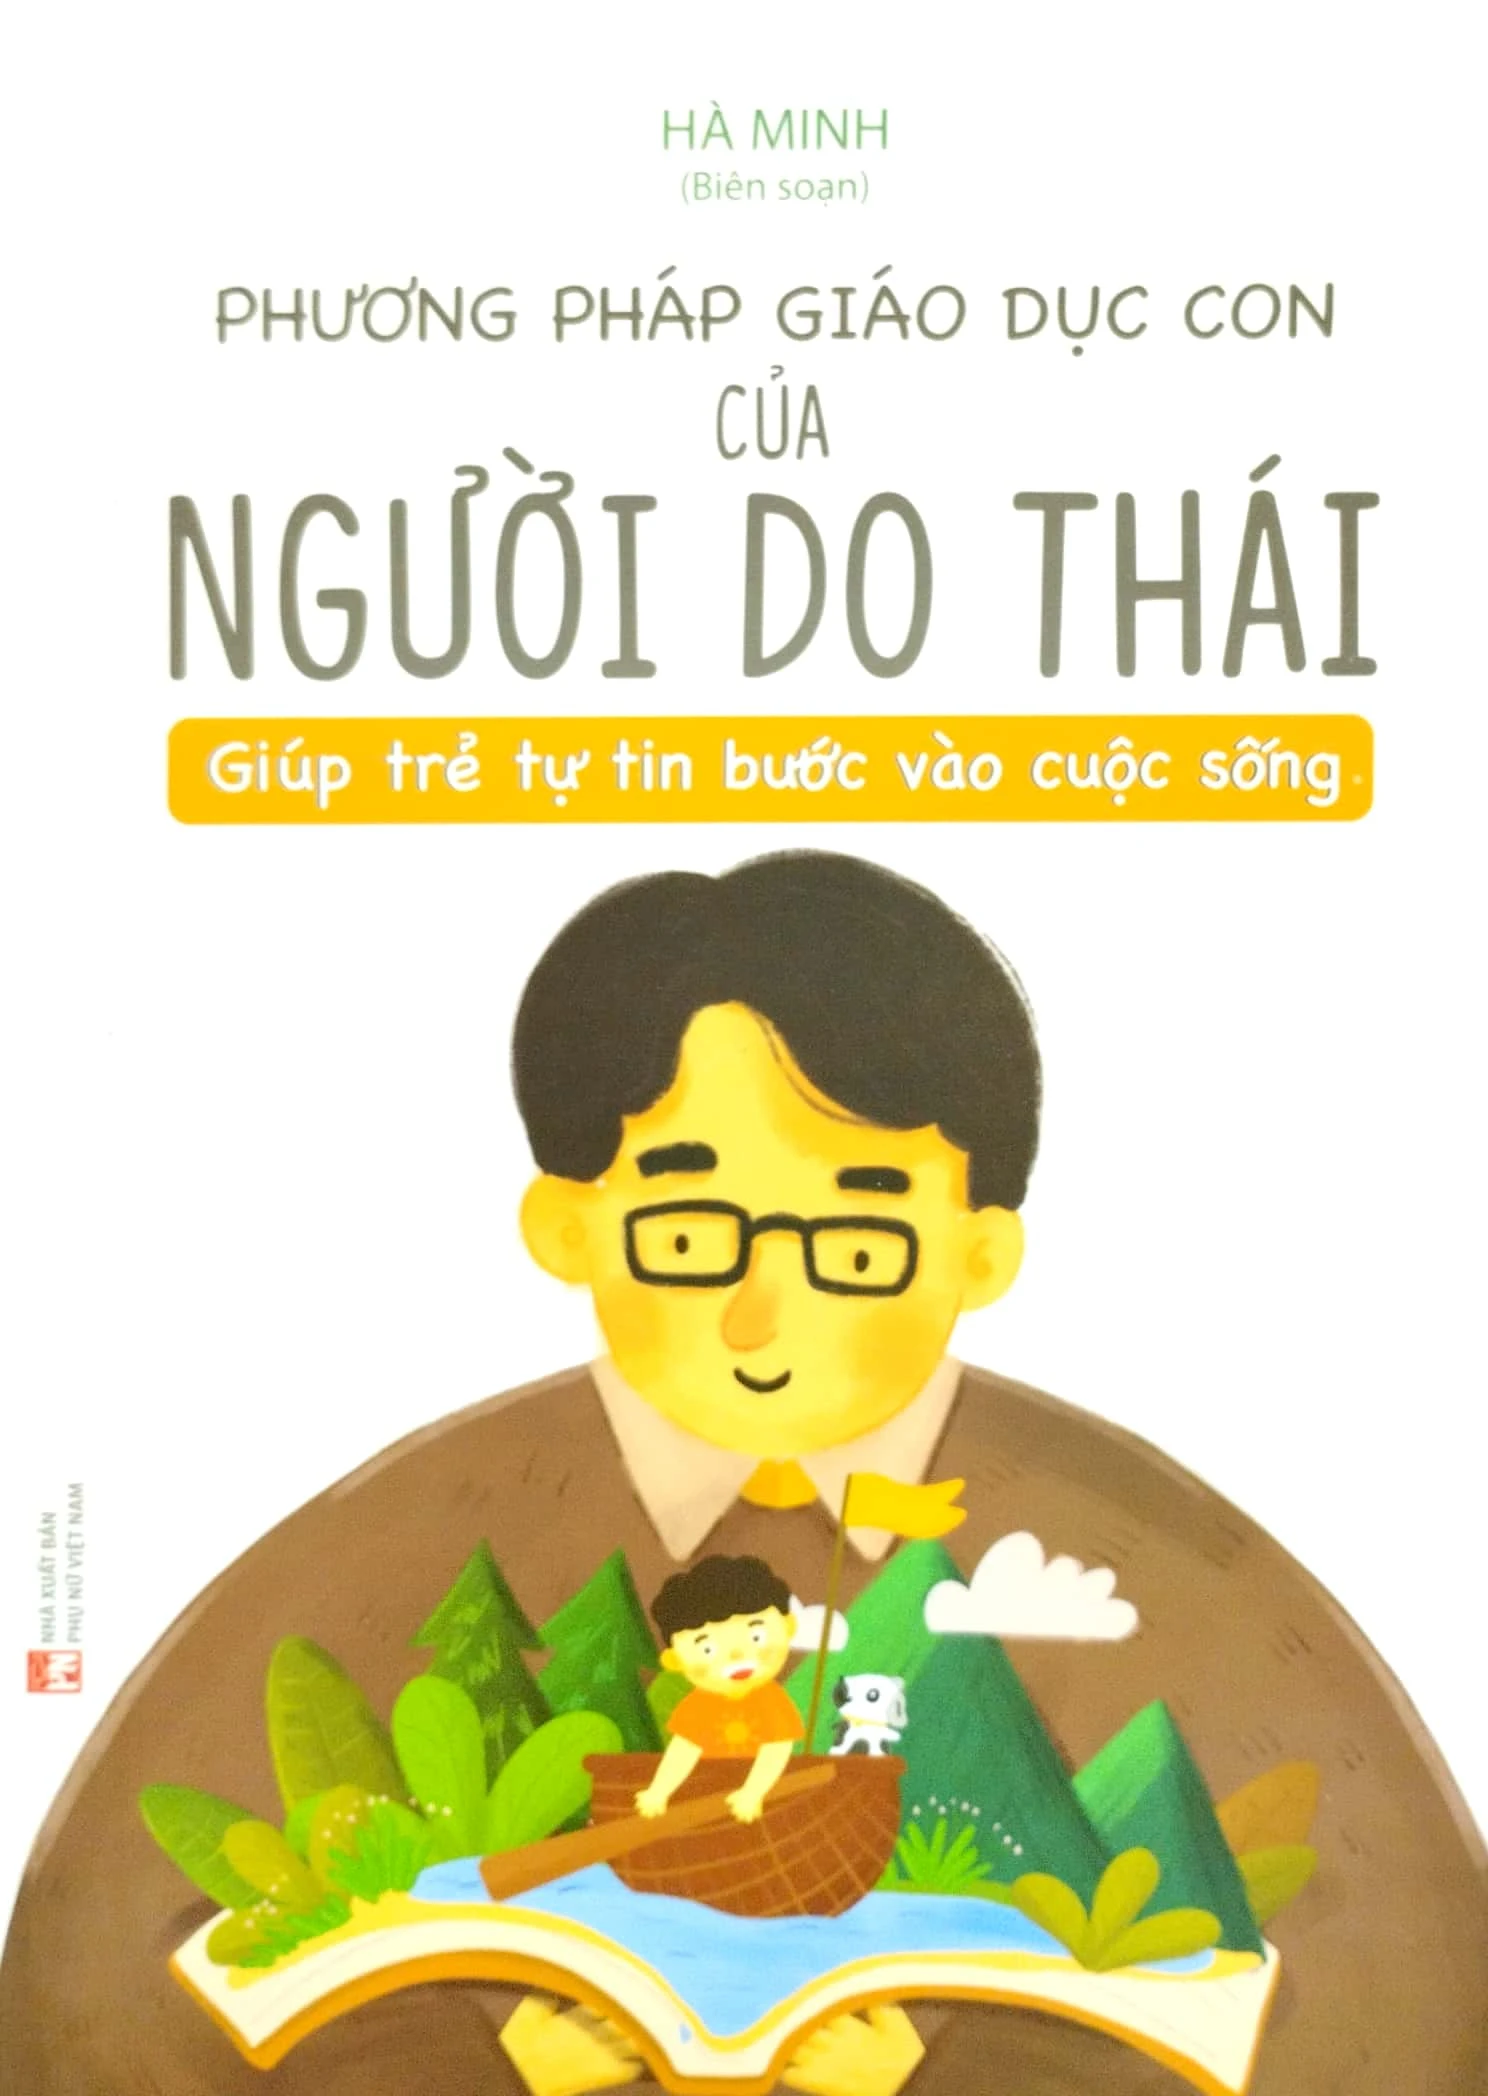 HÀ MINH
(Biên soạn)
PHƯƠNG PHÁP GIÁO DỤC CON
CỦA
NGƯỜI DO THÁI
Giúp trẻ tự tin bước vào cuộc sống
NHÀ XUẤT BẢN
PHỤ NỮ VIỆT NAM
PN